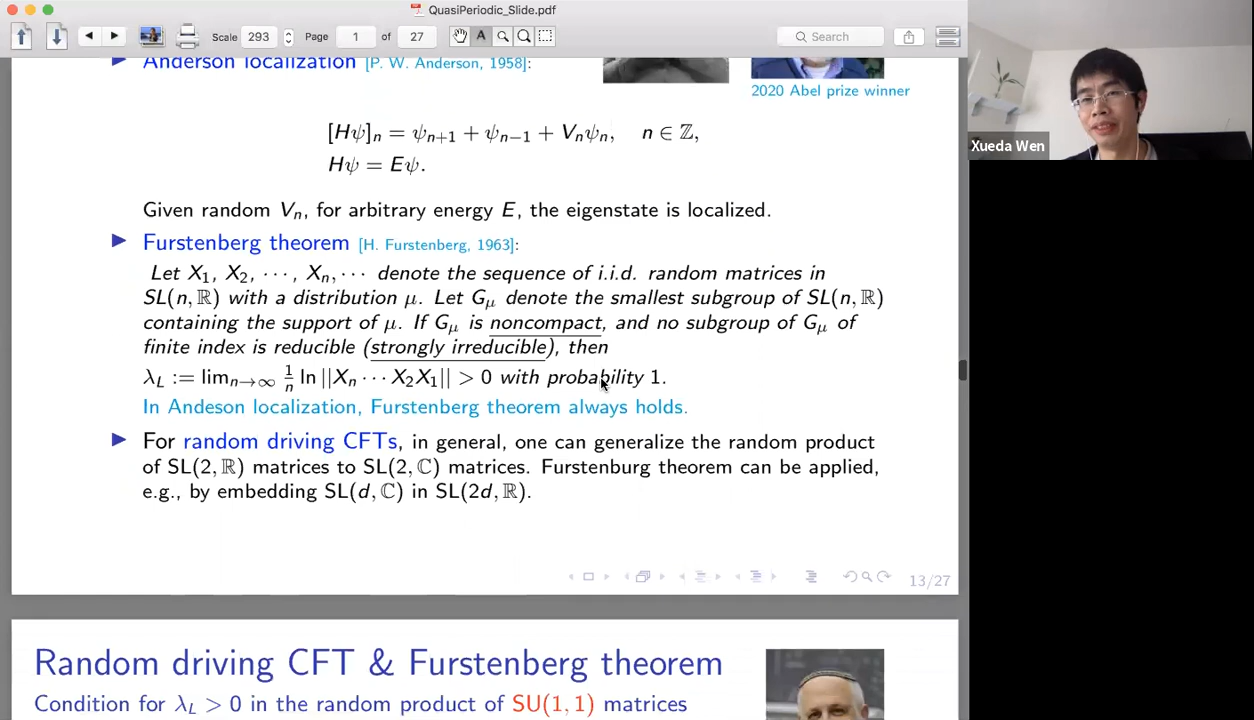 QuasiPeriodic_Slide.pdf
Scale 293 Page 1 of 27 Search
Anderson localization [P. W. Anderson, 1958]:
2020 Abel prize winner
[Hψ]ₙ = ψₙ₊₁ + ψₙ₋₁ + Vₙψₙ, n ∈ ℤ,
Hψ = Eψ.
Given random Vₙ, for arbitrary energy E, the eigenstate is localized.
Furstenberg theorem [H. Furstenberg, 1963]:
Let X₁, X₂, ⋯, Xₙ, ⋯ denote the sequence of i.i.d. random matrices in
SL(n, ℝ) with a distribution μ. Let G_μ denote the smallest subgroup of SL(n, ℝ)
containing the support of μ. If G_μ is noncompact, and no subgroup of G_μ of
finite index is reducible (strongly irreducible), then
λ_L := limₙ→∞ 1/n ln ||Xₙ ⋯ X₂X₁|| > 0 with probability 1.
In Andeson localization, Furstenberg theorem always holds.
For random driving CFTs, in general, one can generalize the random product
of SL(2, ℝ) matrices to SL(2, ℂ) matrices. Furstenburg theorem can be applied,
e.g., by embedding SL(d, ℂ) in SL(2d, ℝ).
13/27
Random driving CFT & Furstenberg theorem
Condition for λ_L > 0 in the random product of SU(1, 1) matrices
Xueda Wen